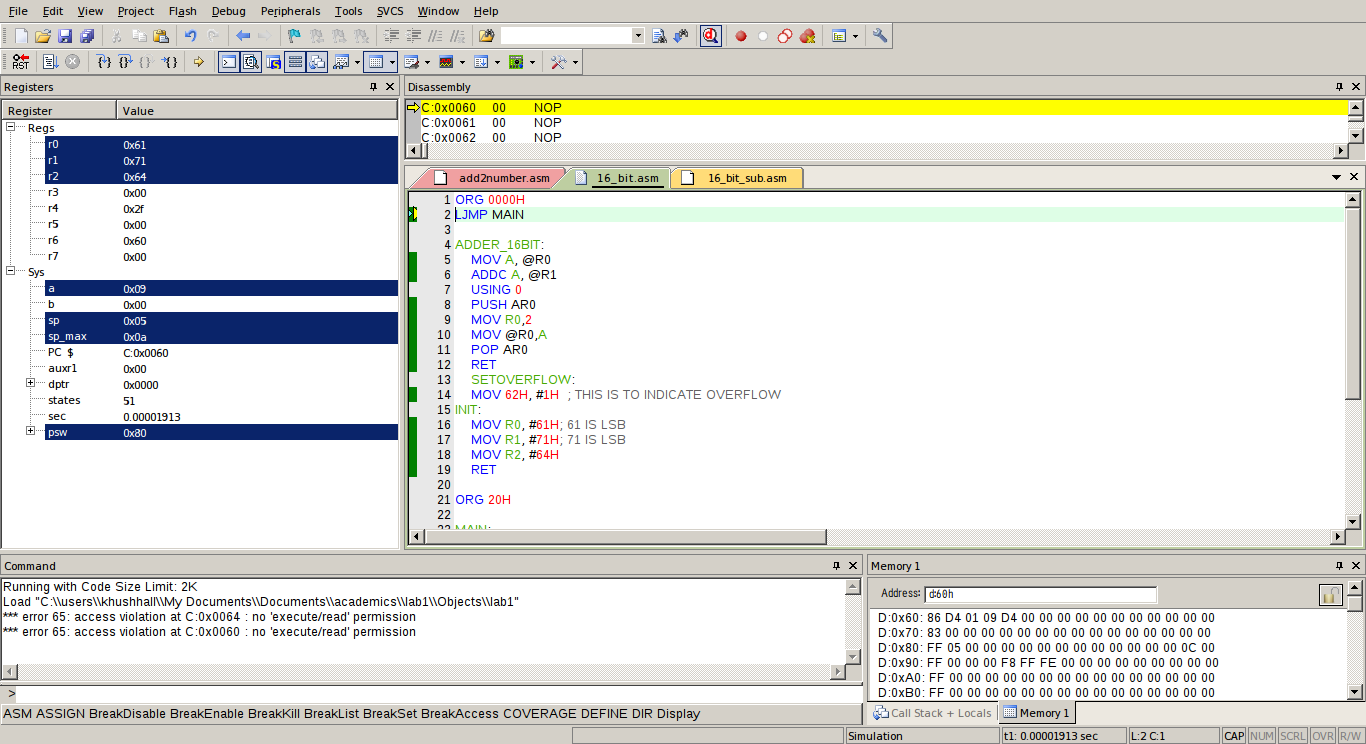 File Edit View Project Flash Debug Peripherals Tools SVCS Window Help
RST
Registers
Register Value
Regs
r0 0x61
r1 0x71
r2 0x64
r3 0x00
r4 0x2f
r5 0x00
r6 0x60
r7 0x00
Sys
a 0x09
b 0x00
sp 0x05
sp_max 0x0a
PC $ C:0x0060
auxr1 0x00
dptr 0x0000
states 51
sec 0.00001913
psw 0x80
Disassembly
C:0x0060 00 NOP
C:0x0061 00 NOP
C:0x0062 00 NOP
add2number.asm 16_bit.asm 16_bit_sub.asm
1 ORG 0000H
2 LJMP MAIN
3
4 ADDER_16BIT:
5 MOV A, @R0
6 ADDC A, @R1
7 USING 0
8 PUSH AR0
9 MOV R0,2
10 MOV @R0,A
11 POP AR0
12 RET
13 SETOVERFLOW:
14 MOV 62H, #1H ; THIS IS TO INDICATE OVERFLOW
15 INIT:
16 MOV R0, #61H; 61 IS LSB
17 MOV R1, #71H; 71 IS LSB
18 MOV R2, #64H
19 RET
20
21 ORG 20H
22
23 MAIN:
Command
Running with Code Size Limit: 2K
Load "C:\\users\\khushhall\\My Documents\\Documents\\academics\\lab1\\Objects\\lab1"
*** error 65: access violation at C:0x0064 : no 'execute/read' permission
*** error 65: access violation at C:0x0060 : no 'execute/read' permission
>
ASM ASSIGN BreakDisable BreakEnable BreakKill BreakList BreakSet BreakAccess COVERAGE DEFINE DIR Display
Memory 1
Address: d:60h
D:0x60: 86 D4 01 09 D4 00 00 00 00 00 00 00 00 00 00 00
D:0x70: 83 00 00 00 00 00 00 00 00 00 00 00 00 00 00 00
D:0x80: FF 05 00 00 00 00 00 00 00 00 00 00 00 00 0C 00
D:0x90: FF 00 00 00 F8 FF FE 00 00 00 00 00 00 00 00 00
D:0xA0: FF 00 00 00 00 00 00 00 00 00 00 00 00 00 00 00
D:0xB0: FF 00 00 00 00 00 00 00 00 00 00 00 00 00 00 00
Call Stack + Locals Memory 1
Simulation t1: 0.00001913 sec L:2 C:1 CAP NUM SCRL OVR R/W